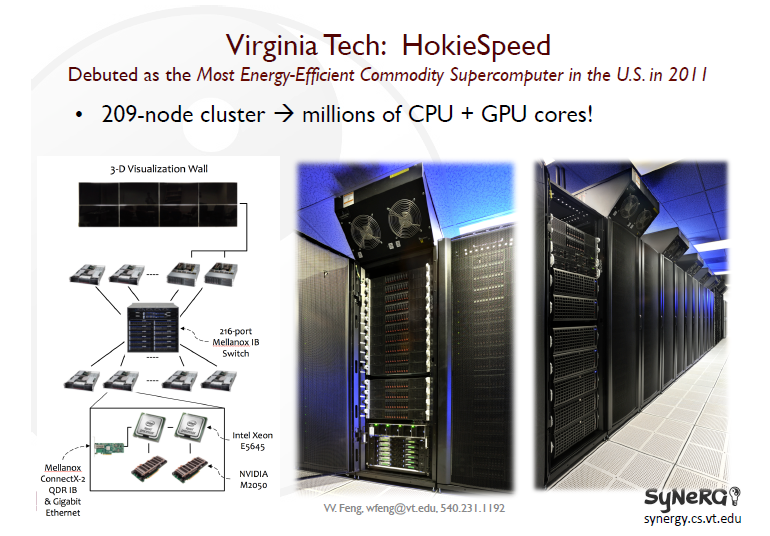 Virginia Tech: HokieSpeed
Debuted as the Most Energy-Efficient Commodity Supercomputer in the U.S. in 2011
• 209-node cluster → millions of CPU + GPU cores!
3-D Visualization Wall
216-port
Mellanox IB
Switch
Intel Xeon
E5645
NVIDIA
M2050
Mellanox
ConnectX-2
QDR IB
& Gigabit
Ethernet
W. Feng, wfeng@vt.edu, 540.231.1192
SyNeRG
synergy.cs.vt.edu